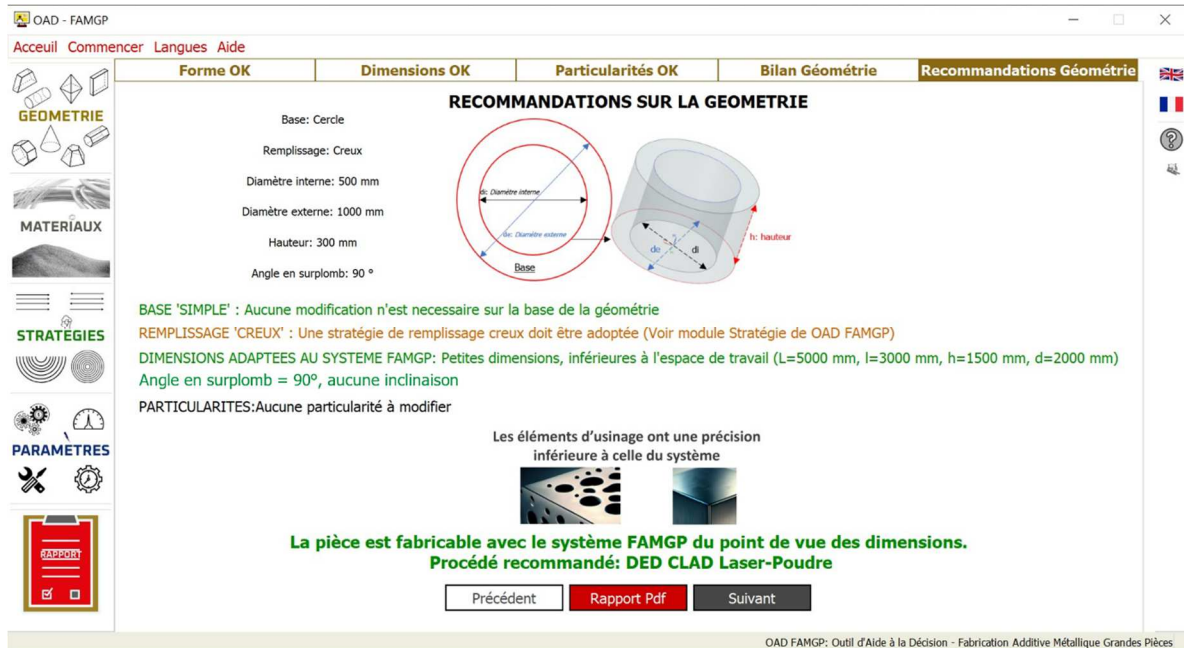 OAD - FAMGP
Acceuil Commencer Langues Aide
Forme OK
Dimensions OK
Particularités OK
Bilan Géométrie
Recommandations Géométrie
GEOMETRIE
MATERIAUX
STRATEGIES
PARAMETRES
RAPPORT
RECOMMANDATIONS SUR LA GEOMETRIE
Base: Cercle
Remplissage: Creux
Diamètre interne: 500 mm
Diamètre externe: 1000 mm
Hauteur: 300 mm
Angle en surplomb: 90 °
di: Diamètre interne
de: Diamètre externe
Base
de
di
h: hauteur
BASE 'SIMPLE' : Aucune modification n'est necessaire sur la base de la géométrie
REMPLISSAGE 'CREUX' : Une stratégie de remplissage creux doit être adoptée (Voir module Stratégie de OAD FAMGP)
DIMENSIONS ADAPTEES AU SYSTEME FAMGP: Petites dimensions, inférieures à l'espace de travail (L=5000 mm, l=3000 mm, h=1500 mm, d=2000 mm)
Angle en surplomb = 90°, aucune inclinaison
PARTICULARITES:Aucune particularité à modifier
Les éléments d'usinage ont une précision
inférieure à celle du système
La pièce est fabricable avec le système FAMGP du point de vue des dimensions.
Procédé recommandé: DED CLAD Laser-Poudre
Précédent
Rapport Pdf
Suivant
OAD FAMGP: Outil d'Aide à la Décision - Fabrication Additive Métallique Grandes Pièces